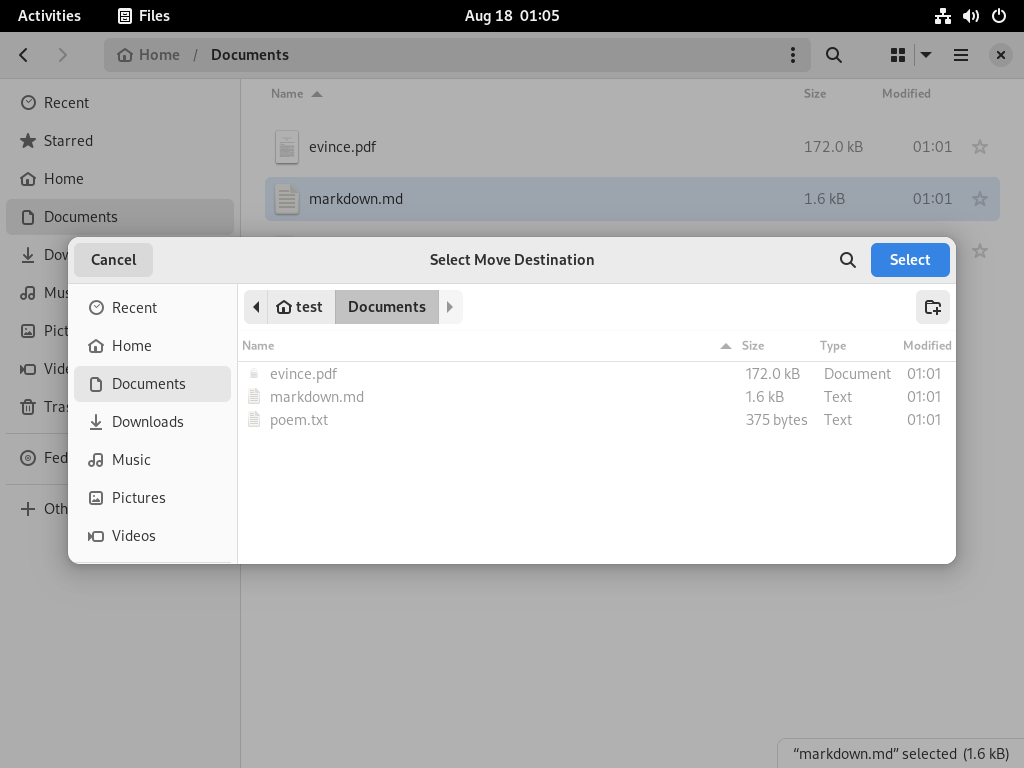 Activities Files Aug 18 01:05
Home / Documents
Name Size Modified
Recent
Starred
Home
Documents
evince.pdf 172.0 kB 01:01
markdown.md 1.6 kB 01:01
Dow
Mus
Pict
Vide
Tras
Fed
Oth
Cancel Select Move Destination Select
Recent
Home
Documents
Downloads
Music
Pictures
Videos
test Documents
Name Size Type Modified
evince.pdf 172.0 kB Document 01:01
markdown.md 1.6 kB Text 01:01
poem.txt 375 bytes Text 01:01
“markdown.md” selected (1.6 kB)